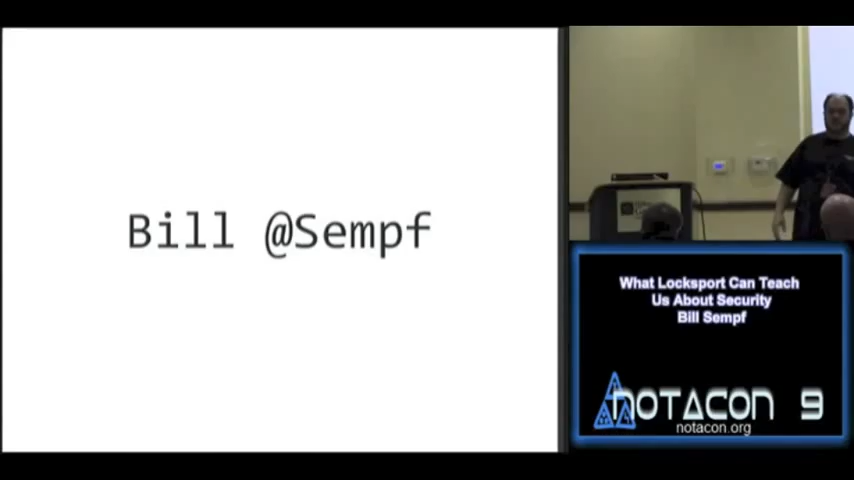 Bill @Sempf
What Locksport Can Teach
Us About Security
Bill Sempf
NOTACON 9
notacon.org